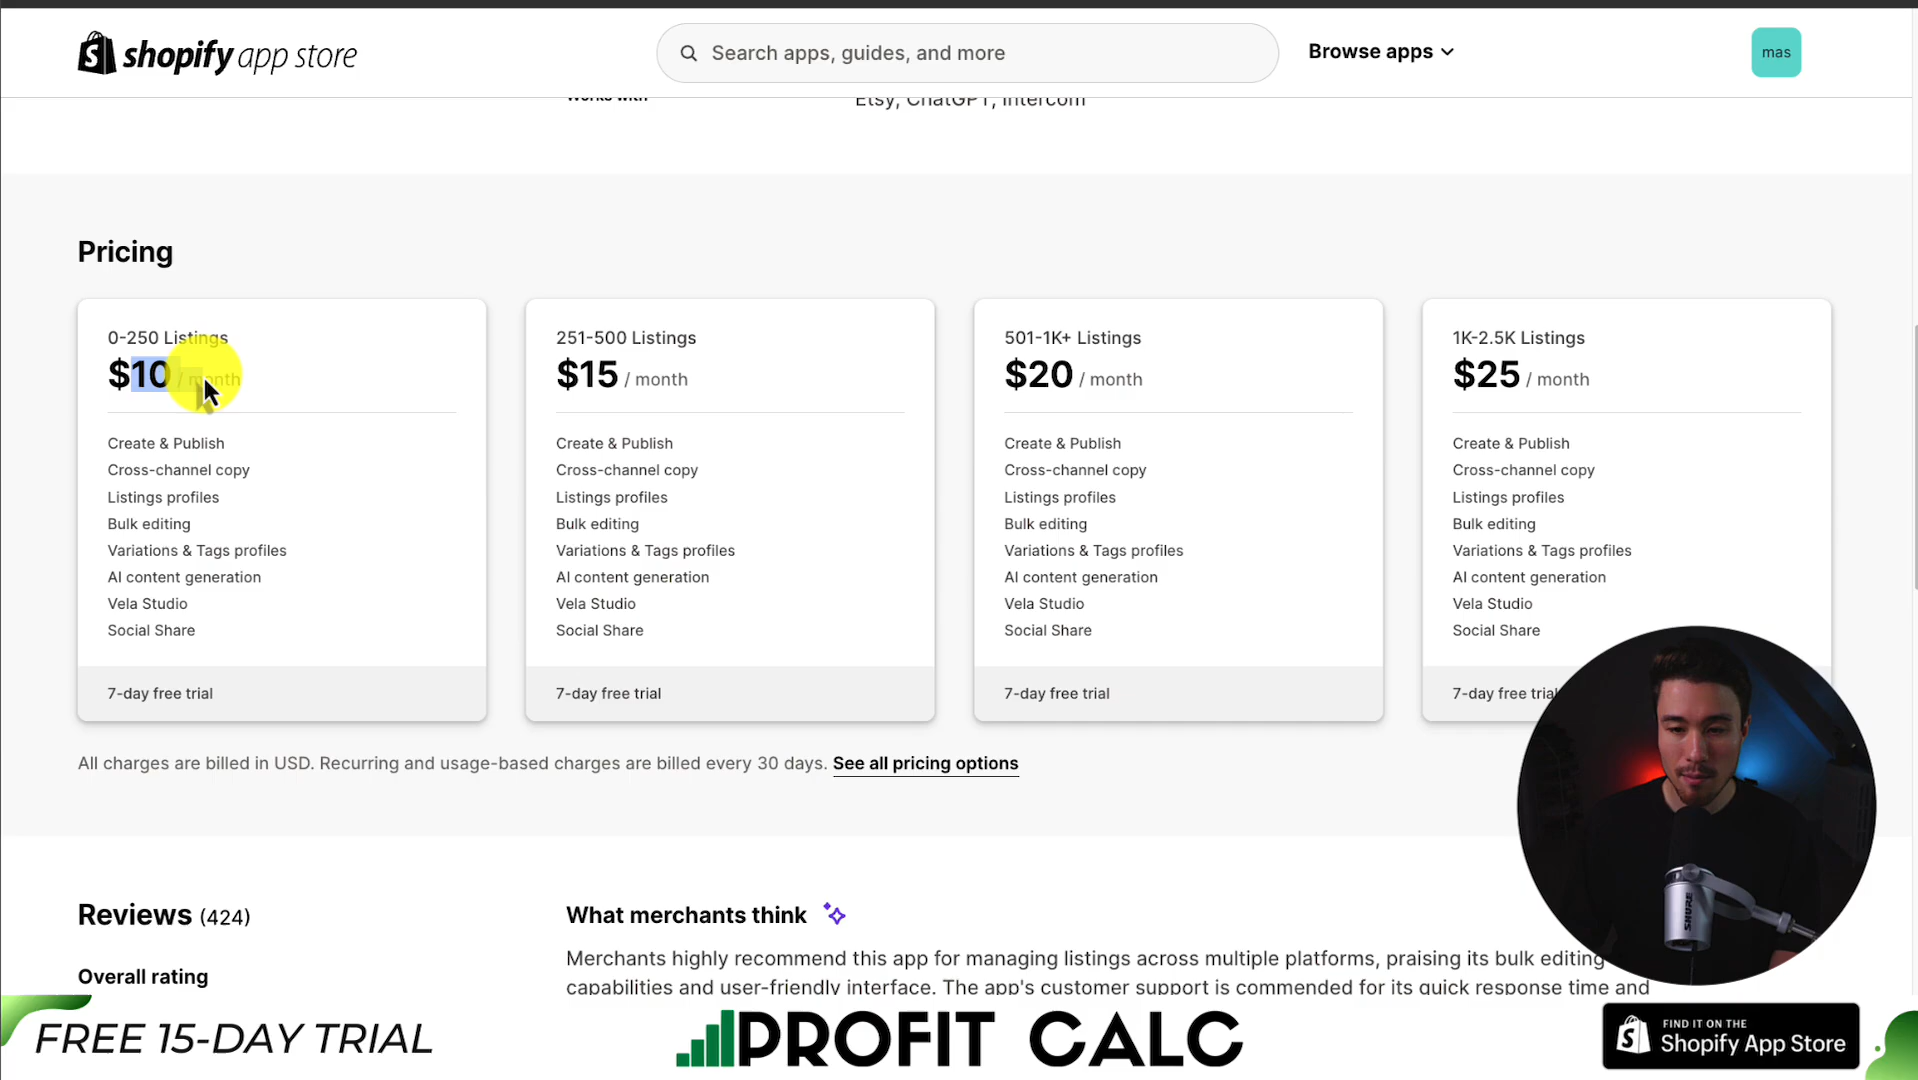 shopify app store
Search apps, guides, and more
Browse apps
mas
Works with
Etsy, ChatGPT, Intercom
Pricing
0-250 Listings
$10 / month
Create & Publish
Cross-channel copy
Listings profiles
Bulk editing
Variations & Tags profiles
AI content generation
Vela Studio
Social Share
7-day free trial
251-500 Listings
$15 / month
Create & Publish
Cross-channel copy
Listings profiles
Bulk editing
Variations & Tags profiles
AI content generation
Vela Studio
Social Share
7-day free trial
501-1K+ Listings
$20 / month
Create & Publish
Cross-channel copy
Listings profiles
Bulk editing
Variations & Tags profiles
AI content generation
Vela Studio
Social Share
7-day free trial
1K-2.5K Listings
$25 / month
Create & Publish
Cross-channel copy
Listings profiles
Bulk editing
Variations & Tags profiles
AI content generation
Vela Studio
Social Share
7-day free trial
All charges are billed in USD. Recurring and usage-based charges are billed every 30 days. See all pricing options
Reviews (424)
Overall rating
What merchants think
Merchants highly recommend this app for managing listings across multiple platforms, praising its bulk editing
capabilities and user-friendly interface. The app's customer support is commended for its quick response time and
SHURE
FREE 15-DAY TRIAL
PROFIT CALC
FIND IT ON THE
Shopify App Store